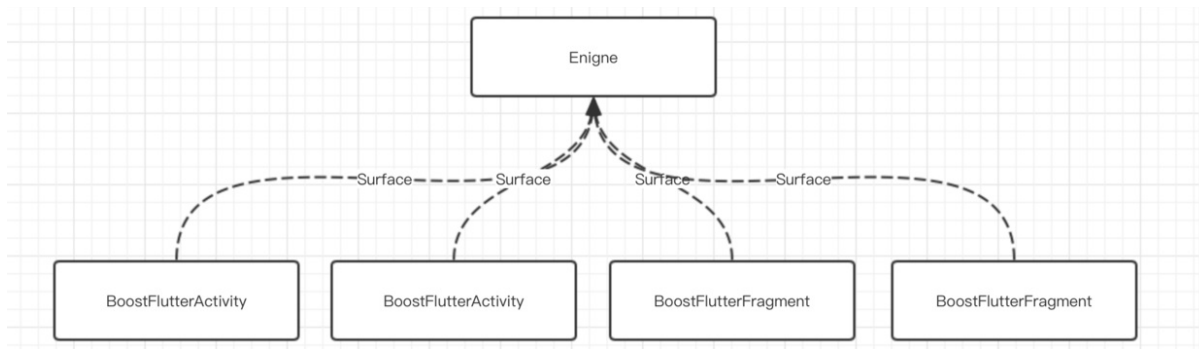 Enigne
Surface Surface Surface Surface
BoostFlutterActivity BoostFlutterActivity BoostFlutterFragment BoostFlutterFragment